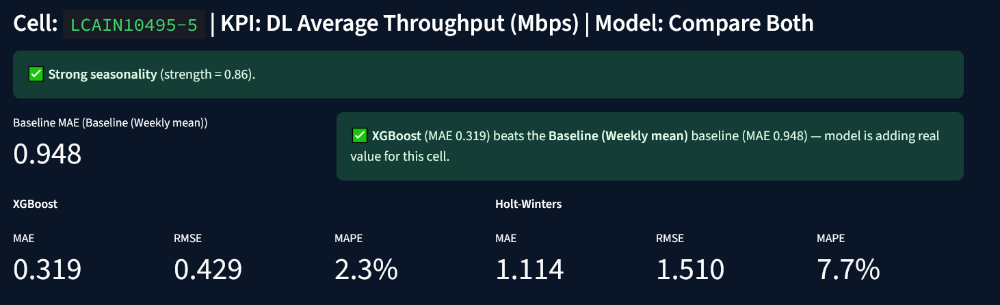 Cell: LCAIN10495-5 | KPI: DL Average Throughput (Mbps) | Model: Compare Both
✅ Strong seasonality (strength = 0.86).
Baseline MAE (Baseline (Weekly mean))
0.948
✅ XGBoost (MAE 0.319) beats the Baseline (Weekly mean) baseline (MAE 0.948) — model is adding real
value for this cell.
XGBoost
MAE
0.319
RMSE
0.429
MAPE
2.3%
Holt-Winters
MAE
1.114
RMSE
1.510
MAPE
7.7%